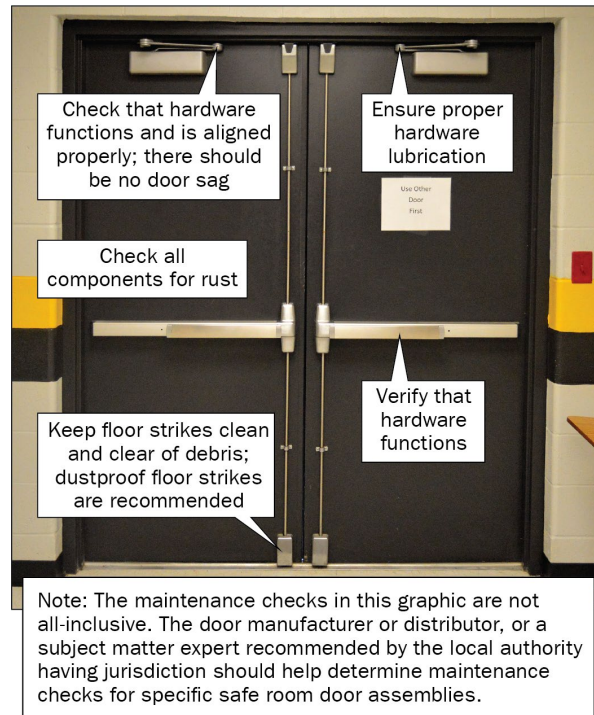 Check that hardware
functions and is aligned
properly; there should
be no door sag
Ensure proper
hardware
lubrication
Use Other
Door
First
Check all
components for rust
Verify that
hardware
functions
Keep floor strikes clean
and clear of debris;
dustproof floor strikes
are recommended
Note: The maintenance checks in this graphic are not
all-inclusive. The door manufacturer or distributor, or a
subject matter expert recommended by the local authority
having jurisdiction should help determine maintenance
checks for specific safe room door assemblies.